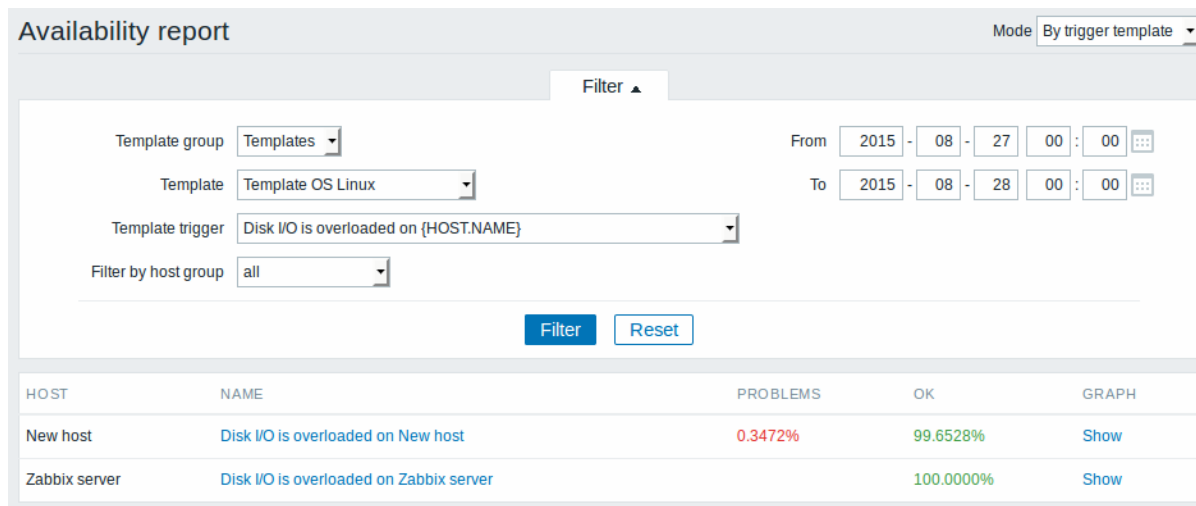 Availability report
Mode By trigger template
Filter
Template group Templates From 2015 - 08 - 27 00 : 00
Template Template OS Linux To 2015 - 08 - 28 00 : 00
Template trigger Disk I/O is overloaded on {HOST.NAME}
Filter by host group all
Filter Reset
HOST NAME PROBLEMS OK GRAPH
New host Disk I/O is overloaded on New host 0.3472% 99.6528% Show
Zabbix server Disk I/O is overloaded on Zabbix server 100.0000% Show